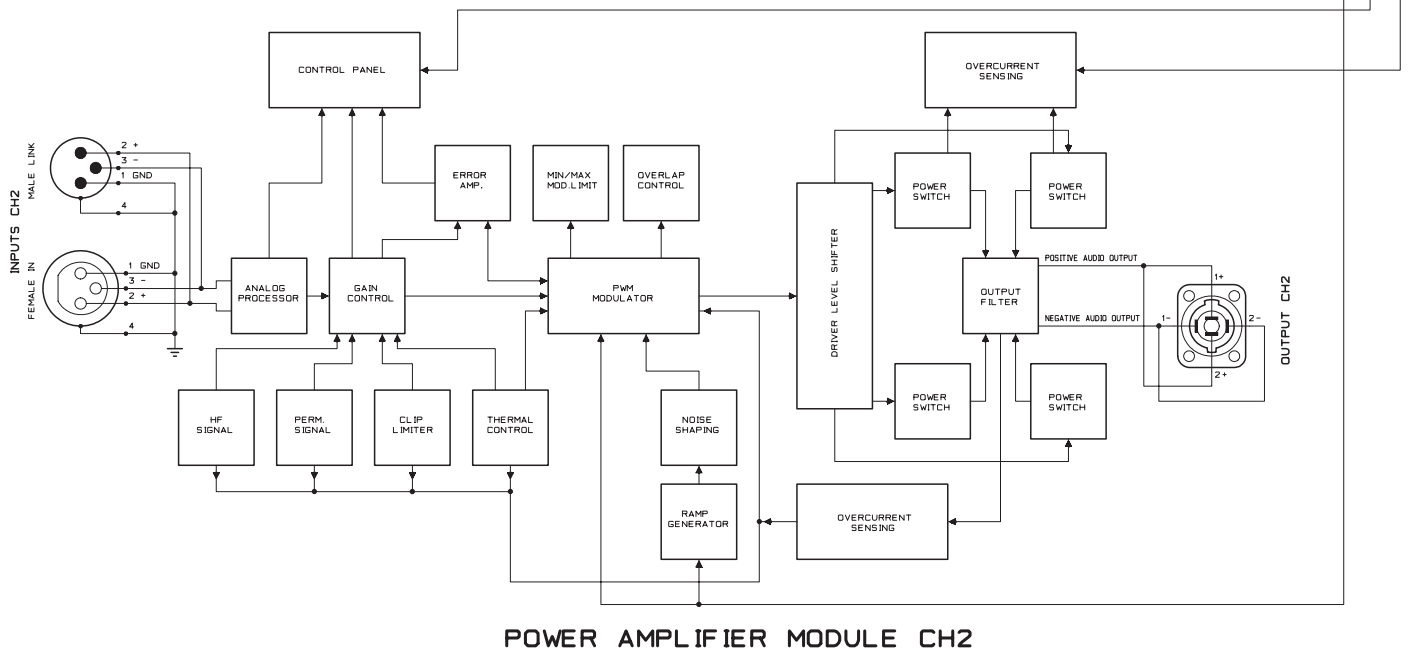 CONTROL PANEL
OVERCURRENT
SENSING
INPUTS CH2
MALE LINK
2 +
3 -
1 GND
4
FEMALE IN
1 GND
3 -
2 +
4
ERROR
AMP.
MIN/MAX
MOD.LIMIT
OVERLAP
CONTROL
POWER
SWITCH
POWER
SWITCH
ANALOG
PROCESSOR
GAIN
CONTROL
PWM
MODULATOR
DRIVER LEVEL SHIFTER
OUTPUT
FILTER
POSITIVE AUDIO OUTPUT
NEGATIVE AUDIO OUTPUT
1+
1-
2-
2+
OUTPUT CH2
HF
SIGNAL
PERM.
SIGNAL
CLIP
LIMITER
THERMAL
CONTROL
NOISE
SHAPING
POWER
SWITCH
POWER
SWITCH
RAMP
GENERATOR
OVERCURRENT
SENSING
POWER AMPLIFIER MODULE CH2